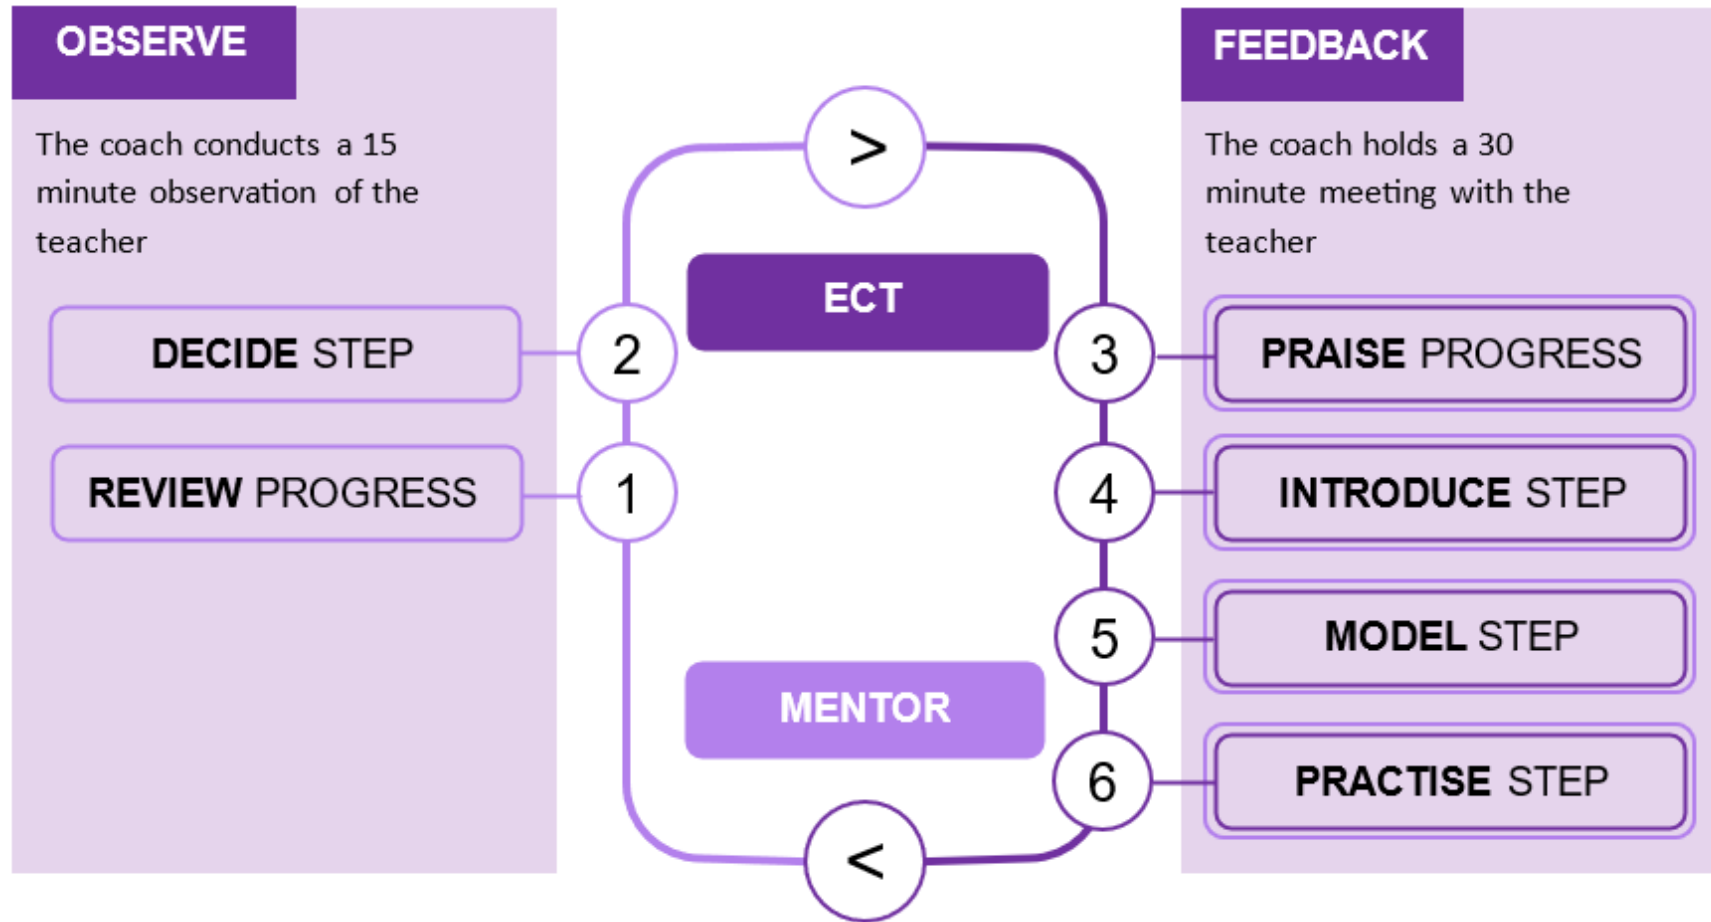 OBSERVE
The coach conducts a 15
minute observation of the
teacher
DECIDE STEP
2
REVIEW PROGRESS
1
>
ECT
MENTOR
<
FEEDBACK
The coach holds a 30
minute meeting with the
teacher
3
PRAISE PROGRESS
4
INTRODUCE STEP
5
MODEL STEP
6
PRACTISE STEP